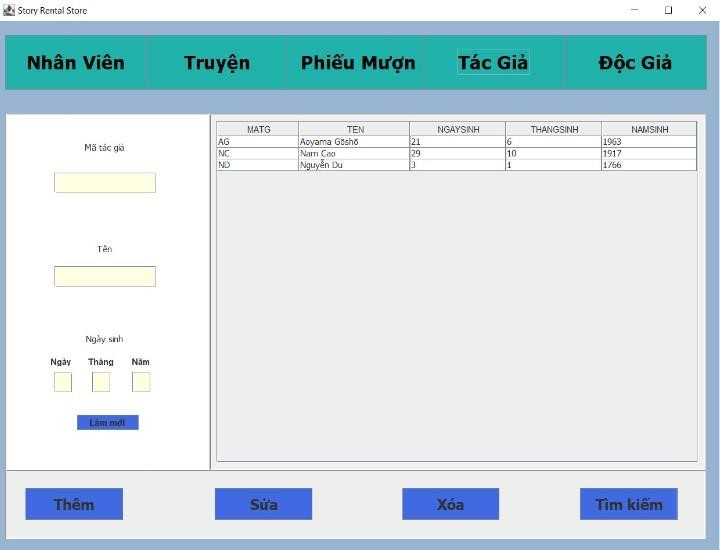 Story Rental Store
Nhân Viên Truyện Phiếu Mượn Tác Giả Độc Giả
Mã tác giả
Tên
Ngày sinh
Ngày Tháng Năm
Làm mới
MATG TEN NGAYSINH THANGSINH NAMSINH
AG Aoyama Gōshō 21 6 1963
NC Nam Cao 29 10 1917
ND Nguyễn Du 3 1 1766
Thêm Sửa Xóa Tìm kiếm